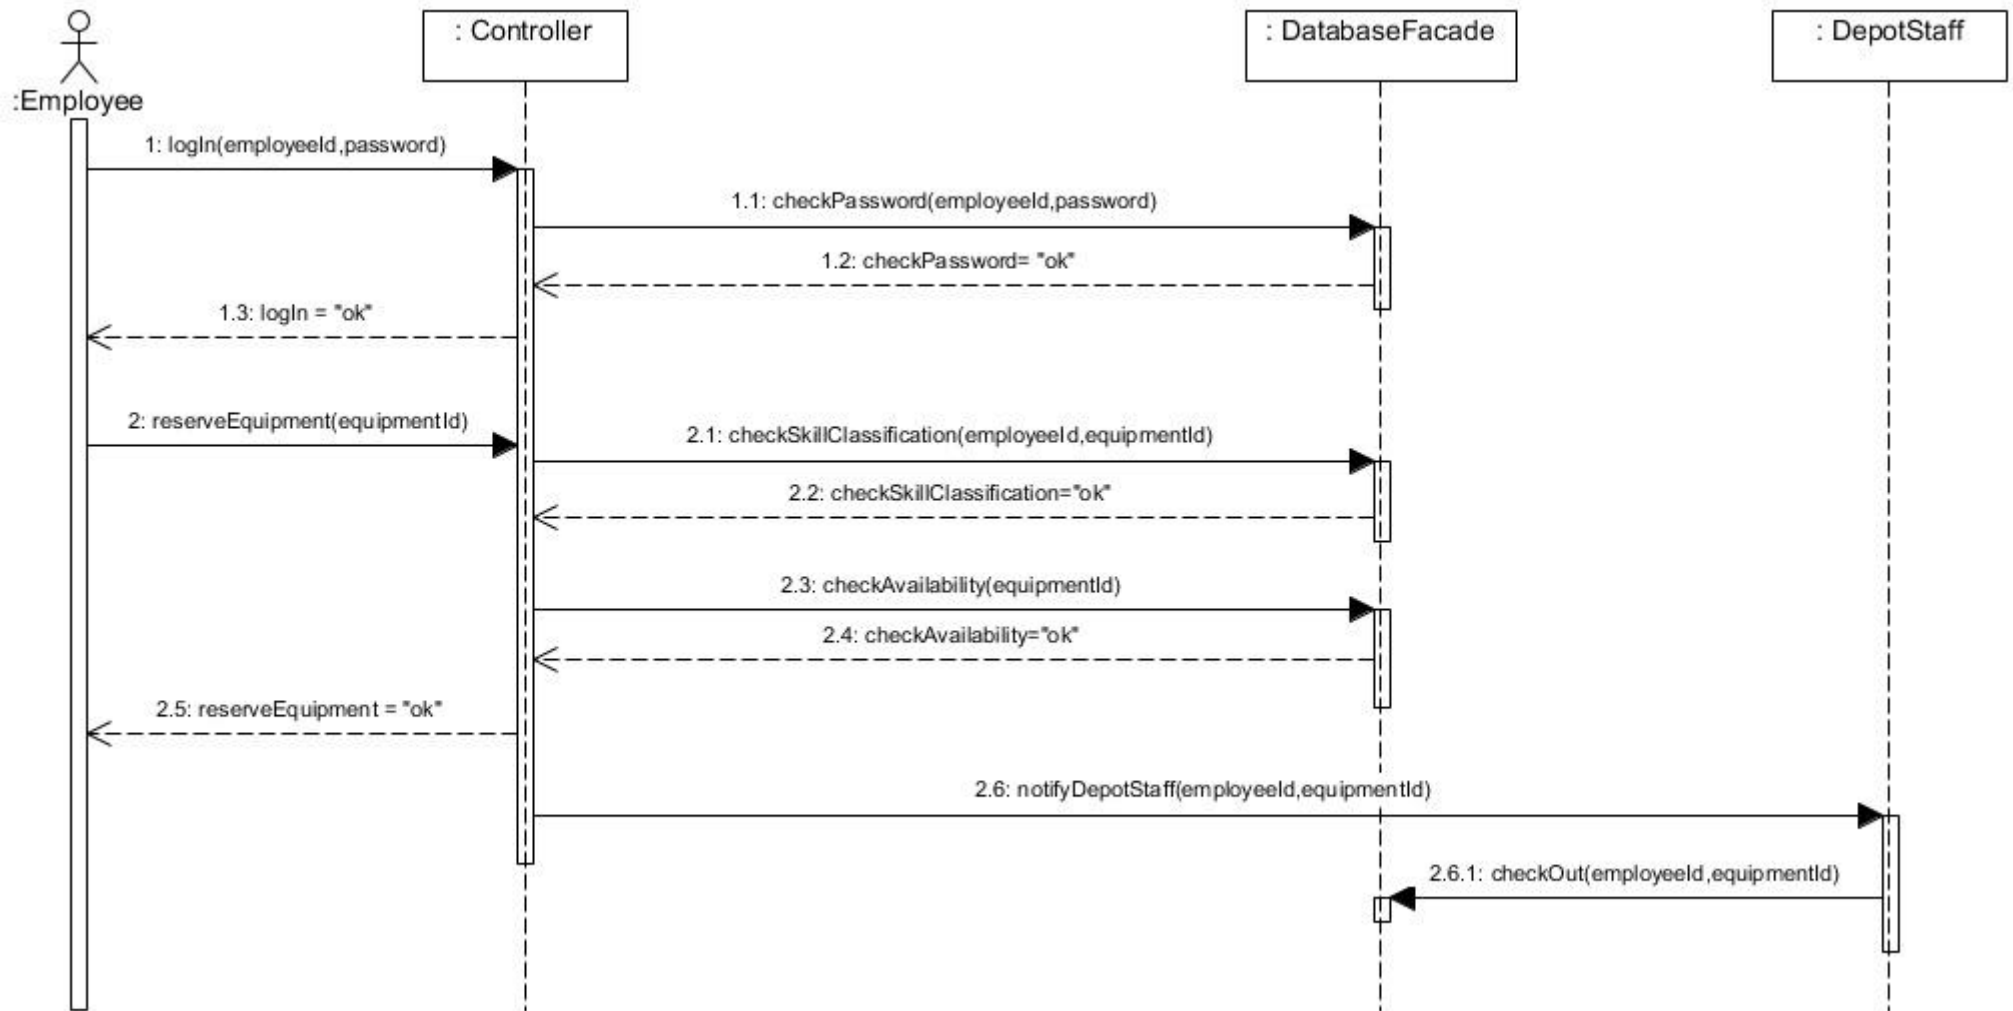 : Controller
: DatabaseFacade
: DepotStaff
:Employee
1: logIn(employeeId,password)
1.1: checkPassword(employeeId,password)
1.2: checkPassword= "ok"
1.3: logIn = "ok"
2: reserveEquipment(equipmentId)
2.1: checkSkillClassification(employeeId,equipmentId)
2.2: checkSkillClassification="ok"
2.3: checkAvailability(equipmentId)
2.4: checkAvailability="ok"
2.5: reserveEquipment = "ok"
2.6: notifyDepotStaff(employeeId,equipmentId)
2.6.1: checkOut(employeeId,equipmentId)